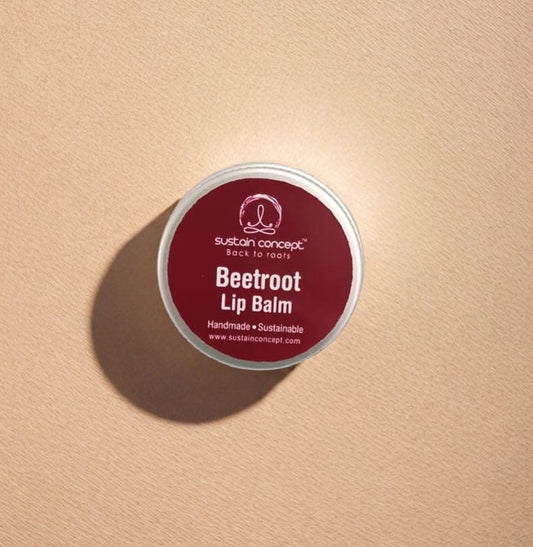 sustain concept™
Back to roots
Beetroot
Lip Balm
Handmade • Sustainable
www.sustainconcept.com